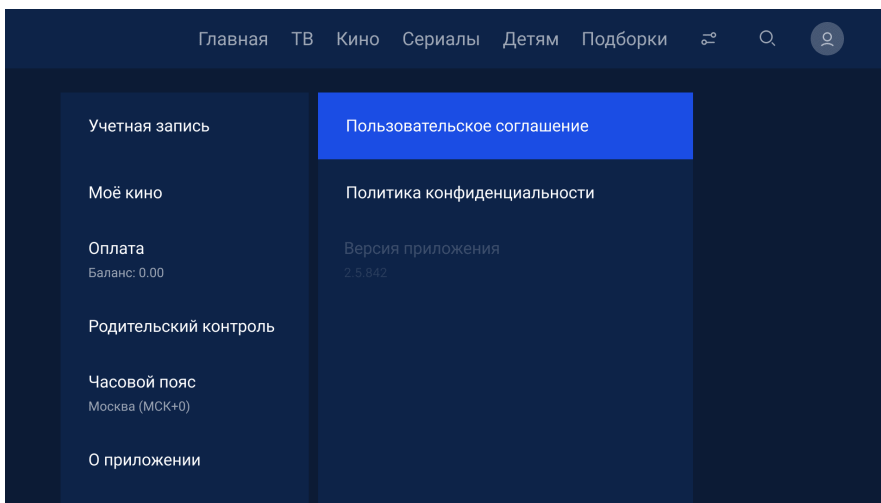 Главная ТВ Кино Сериалы Детям Подборки
Учетная запись
Моё кино
Оплата
Баланс: 0.00
Родительский контроль
Часовой пояс
Москва (МСК+0)
О приложении
Пользовательское соглашение
Политика конфиденциальности
Версия приложения
2.5.842